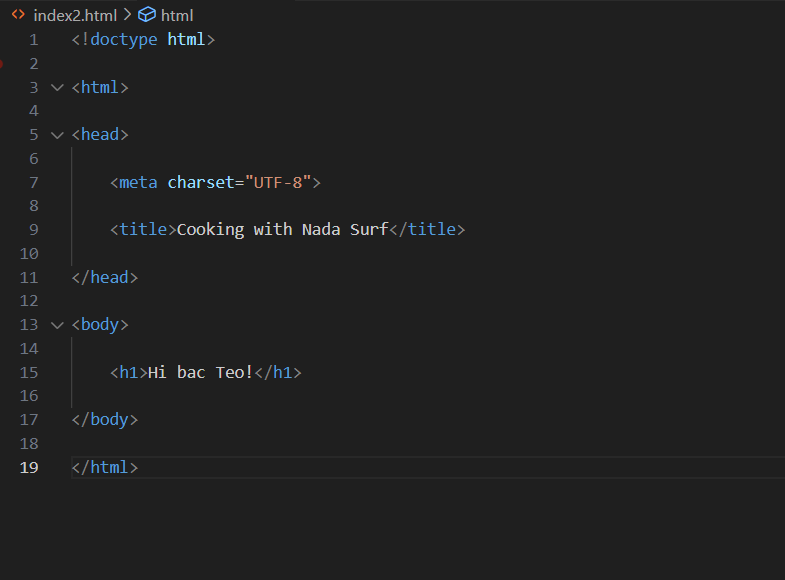 index2.html > html
1 <!doctype html>
2
3 <html>
4
5 <head>
6
7 <meta charset="UTF-8">
8
9 <title>Cooking with Nada Surf</title>
10
11 </head>
12
13 <body>
14
15 <h1>Hi bac Teo!</h1>
16
17 </body>
18
19 </html>